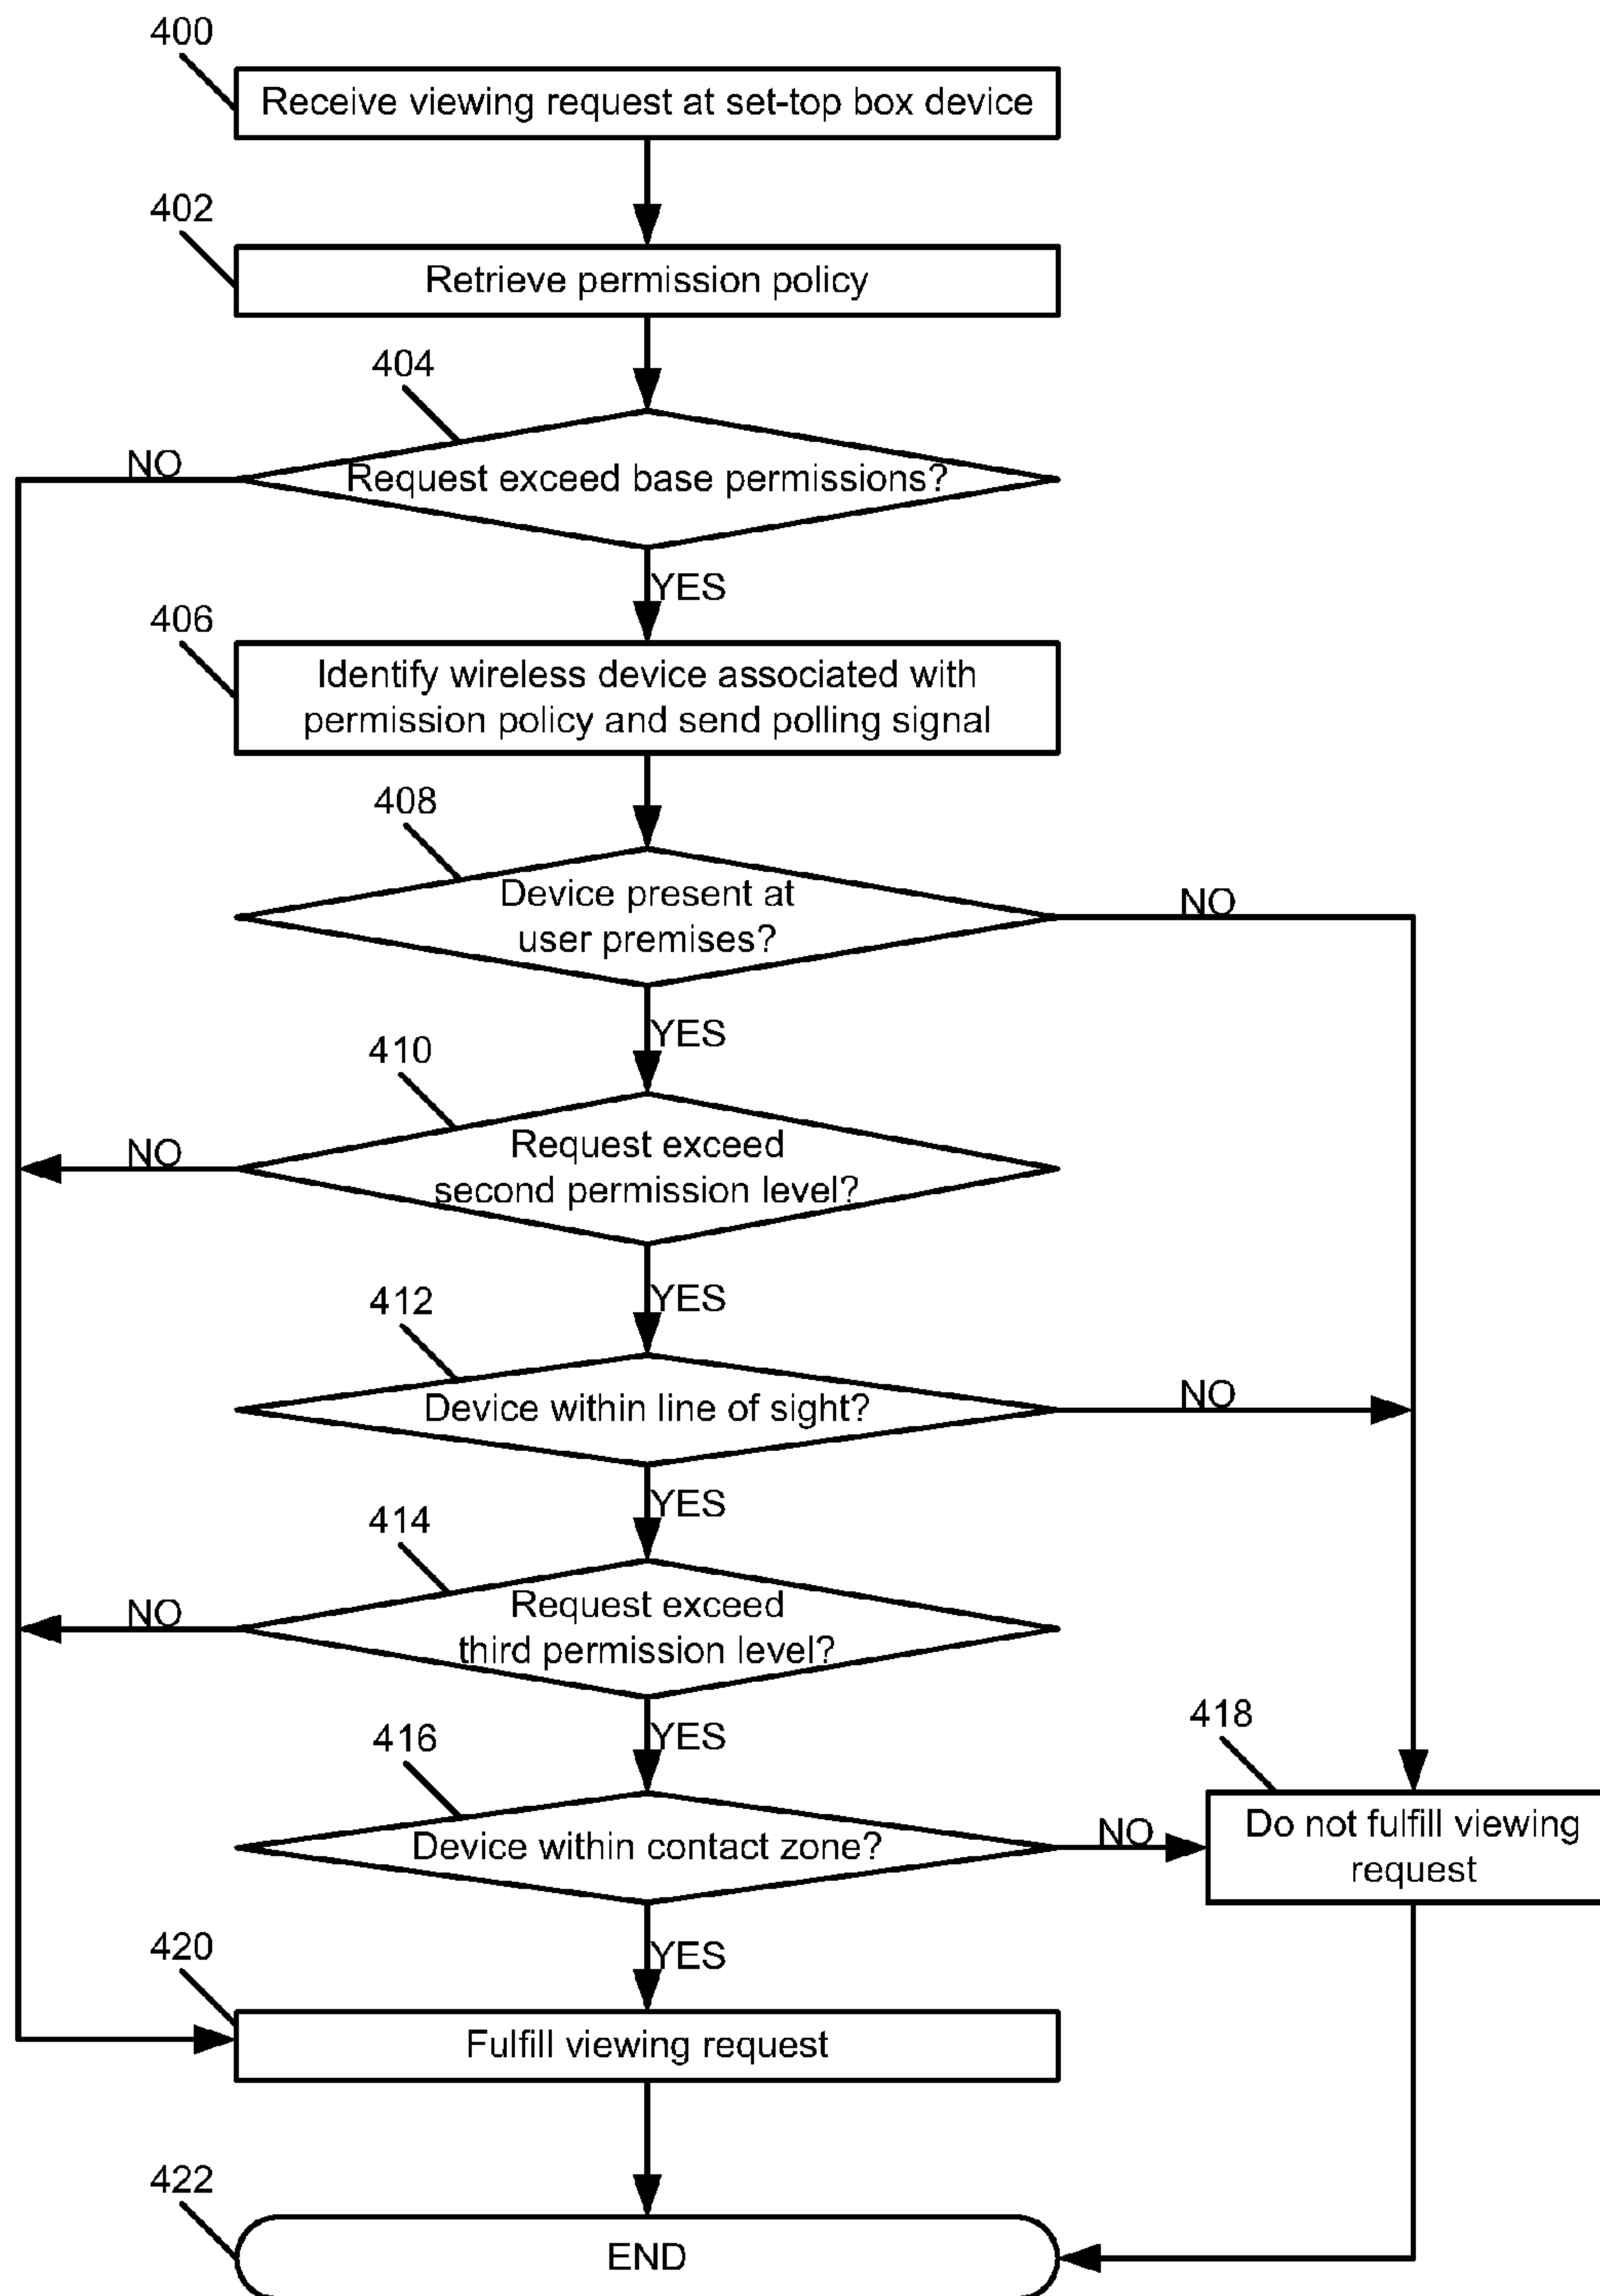 400
Receive viewing request at set-top box device
402
Retrieve permission policy
404
NO
Request exceed base permissions?
YES
406
Identify wireless device associated with
permission policy and send polling signal
408
Device present at
user premises?
NO
YES
410
NO
Request exceed
second permission level?
YES
412
Device within line of sight?
NO
YES
414
NO
Request exceed
third permission level?
YES
416
Device within contact zone?
NO
418
Do not fulfill viewing
request
YES
420
Fulfill viewing request
422
END